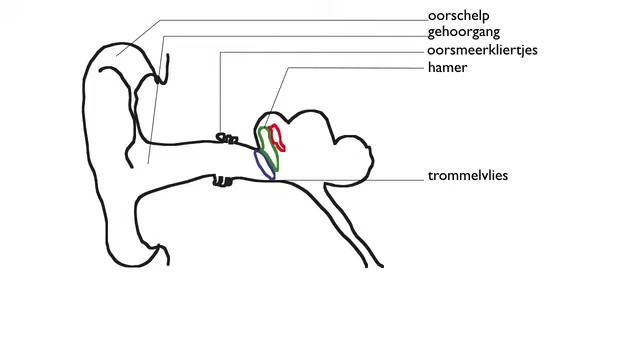 oorschelp
gehoorgang
oorsmeerkliertjes
hamer
trommelvlies